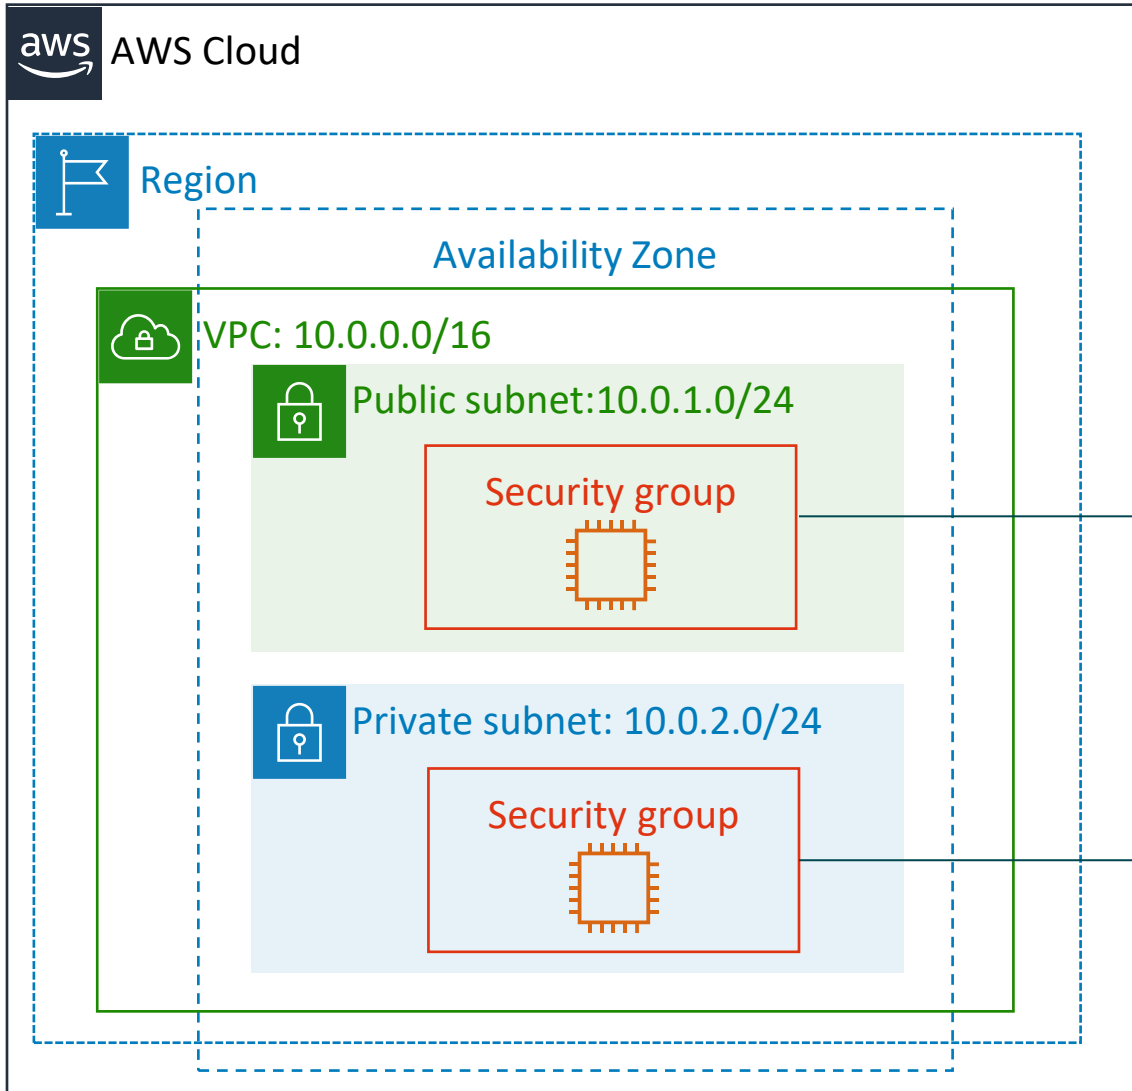 aws
AWS Cloud
Region
Availability Zone
VPC: 10.0.0.0/16
Public subnet:10.0.1.0/24
Security group
Private subnet: 10.0.2.0/24
Security group